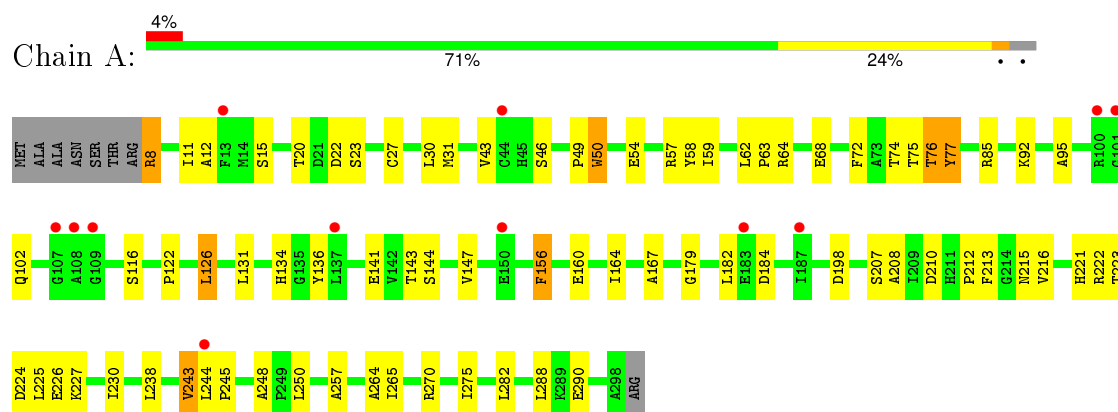 4%
Chain A:
71% 24% • •
MET ALA ALA ASN SER THR ARG R8 I11 A12 F13 M14 S15 T20 D21 D22 S23 C27 L30 N31 V43 C44 H45 S46 P49 W50 E54 R57 Y58 I59 L62 P63 R64 E68 F72 A73 T74 T75 T76 Y77 R85 K92 A95 R100 G101
Q102 G107 A108 G109 S116 P122 L126 L131 H134 G135 Y136 L137 E141 V142 T143 S144 V147 E150 F156 E160 I164 A167 G179 L182 E183 D184 I187 D198 S207 A208 I209 D210 H211 P212 F213 G214 N215 V216 H221 R222 T223
D224 L225 E226 K227 I230 L238 V243 L244 P245 A248 P249 L250 A257 A264 I265 R270 I275 L282 L288 K289 E290 A298 ARG